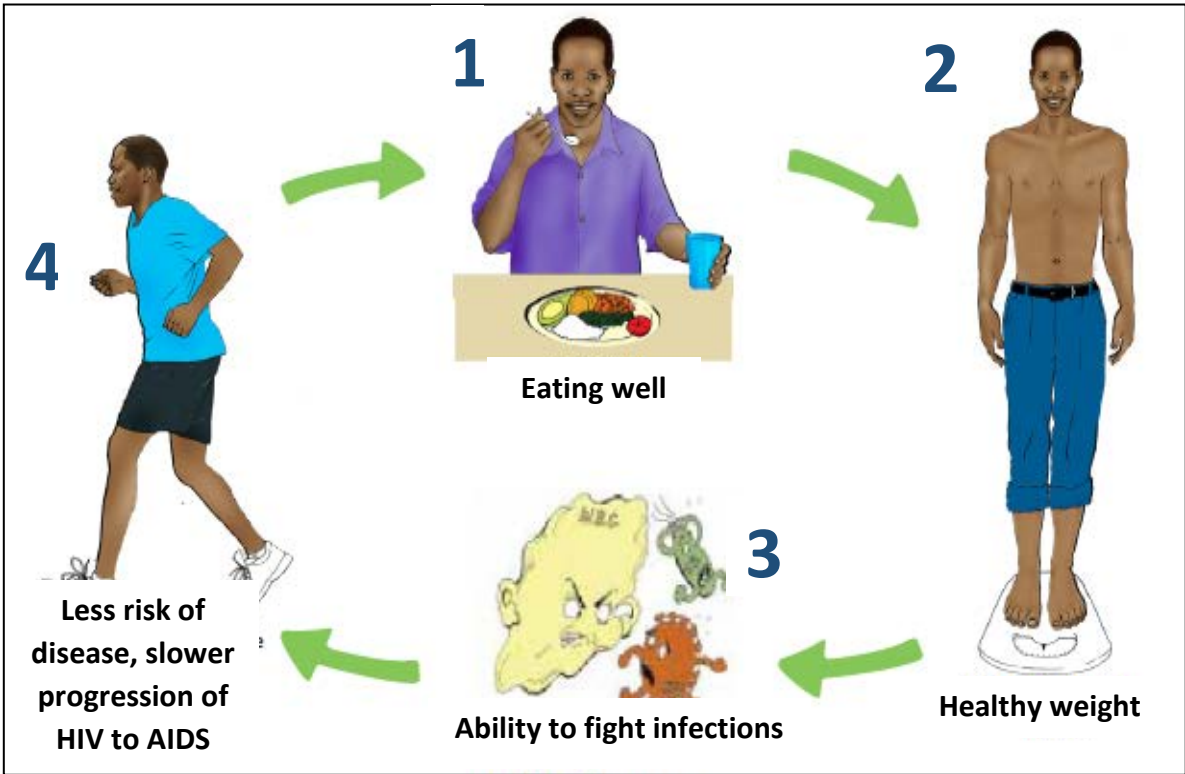 1
Eating well
2
Healthy weight
3
WBC
Ability to fight infections
4
Less risk of
disease, slower
progression of
HIV to AIDS
e